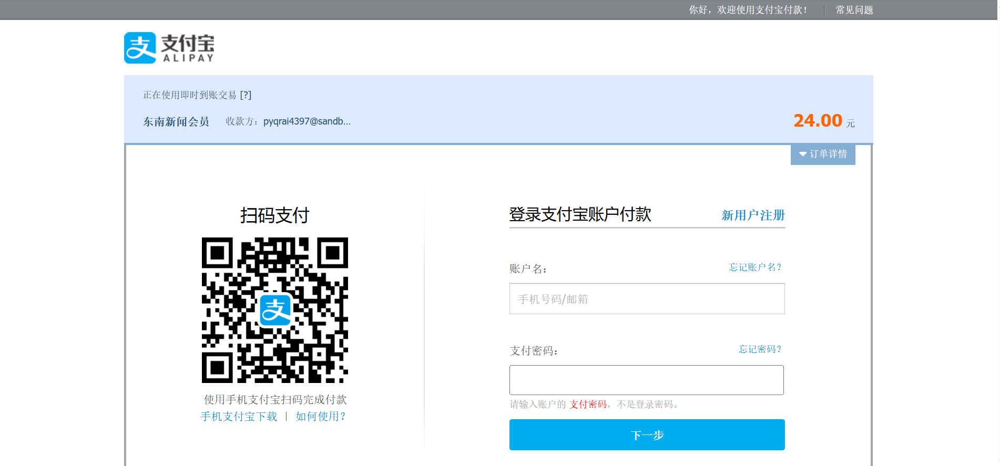 你好，欢迎使用支付宝付款！ 常见问题
支付宝
ALIPAY
正在使用即时到账交易 [?]
东南新闻会员 收款方：pyqrai4397@sandb...
24.00 元
订单详情
扫码支付
使用手机支付宝扫码完成付款
手机支付宝下载 | 如何使用？
登录支付宝账户付款 新用户注册
账户名： 忘记账户名？
手机号码/邮箱
支付密码： 忘记密码？
请输入账户的 支付密码，不是登录密码。
下一步